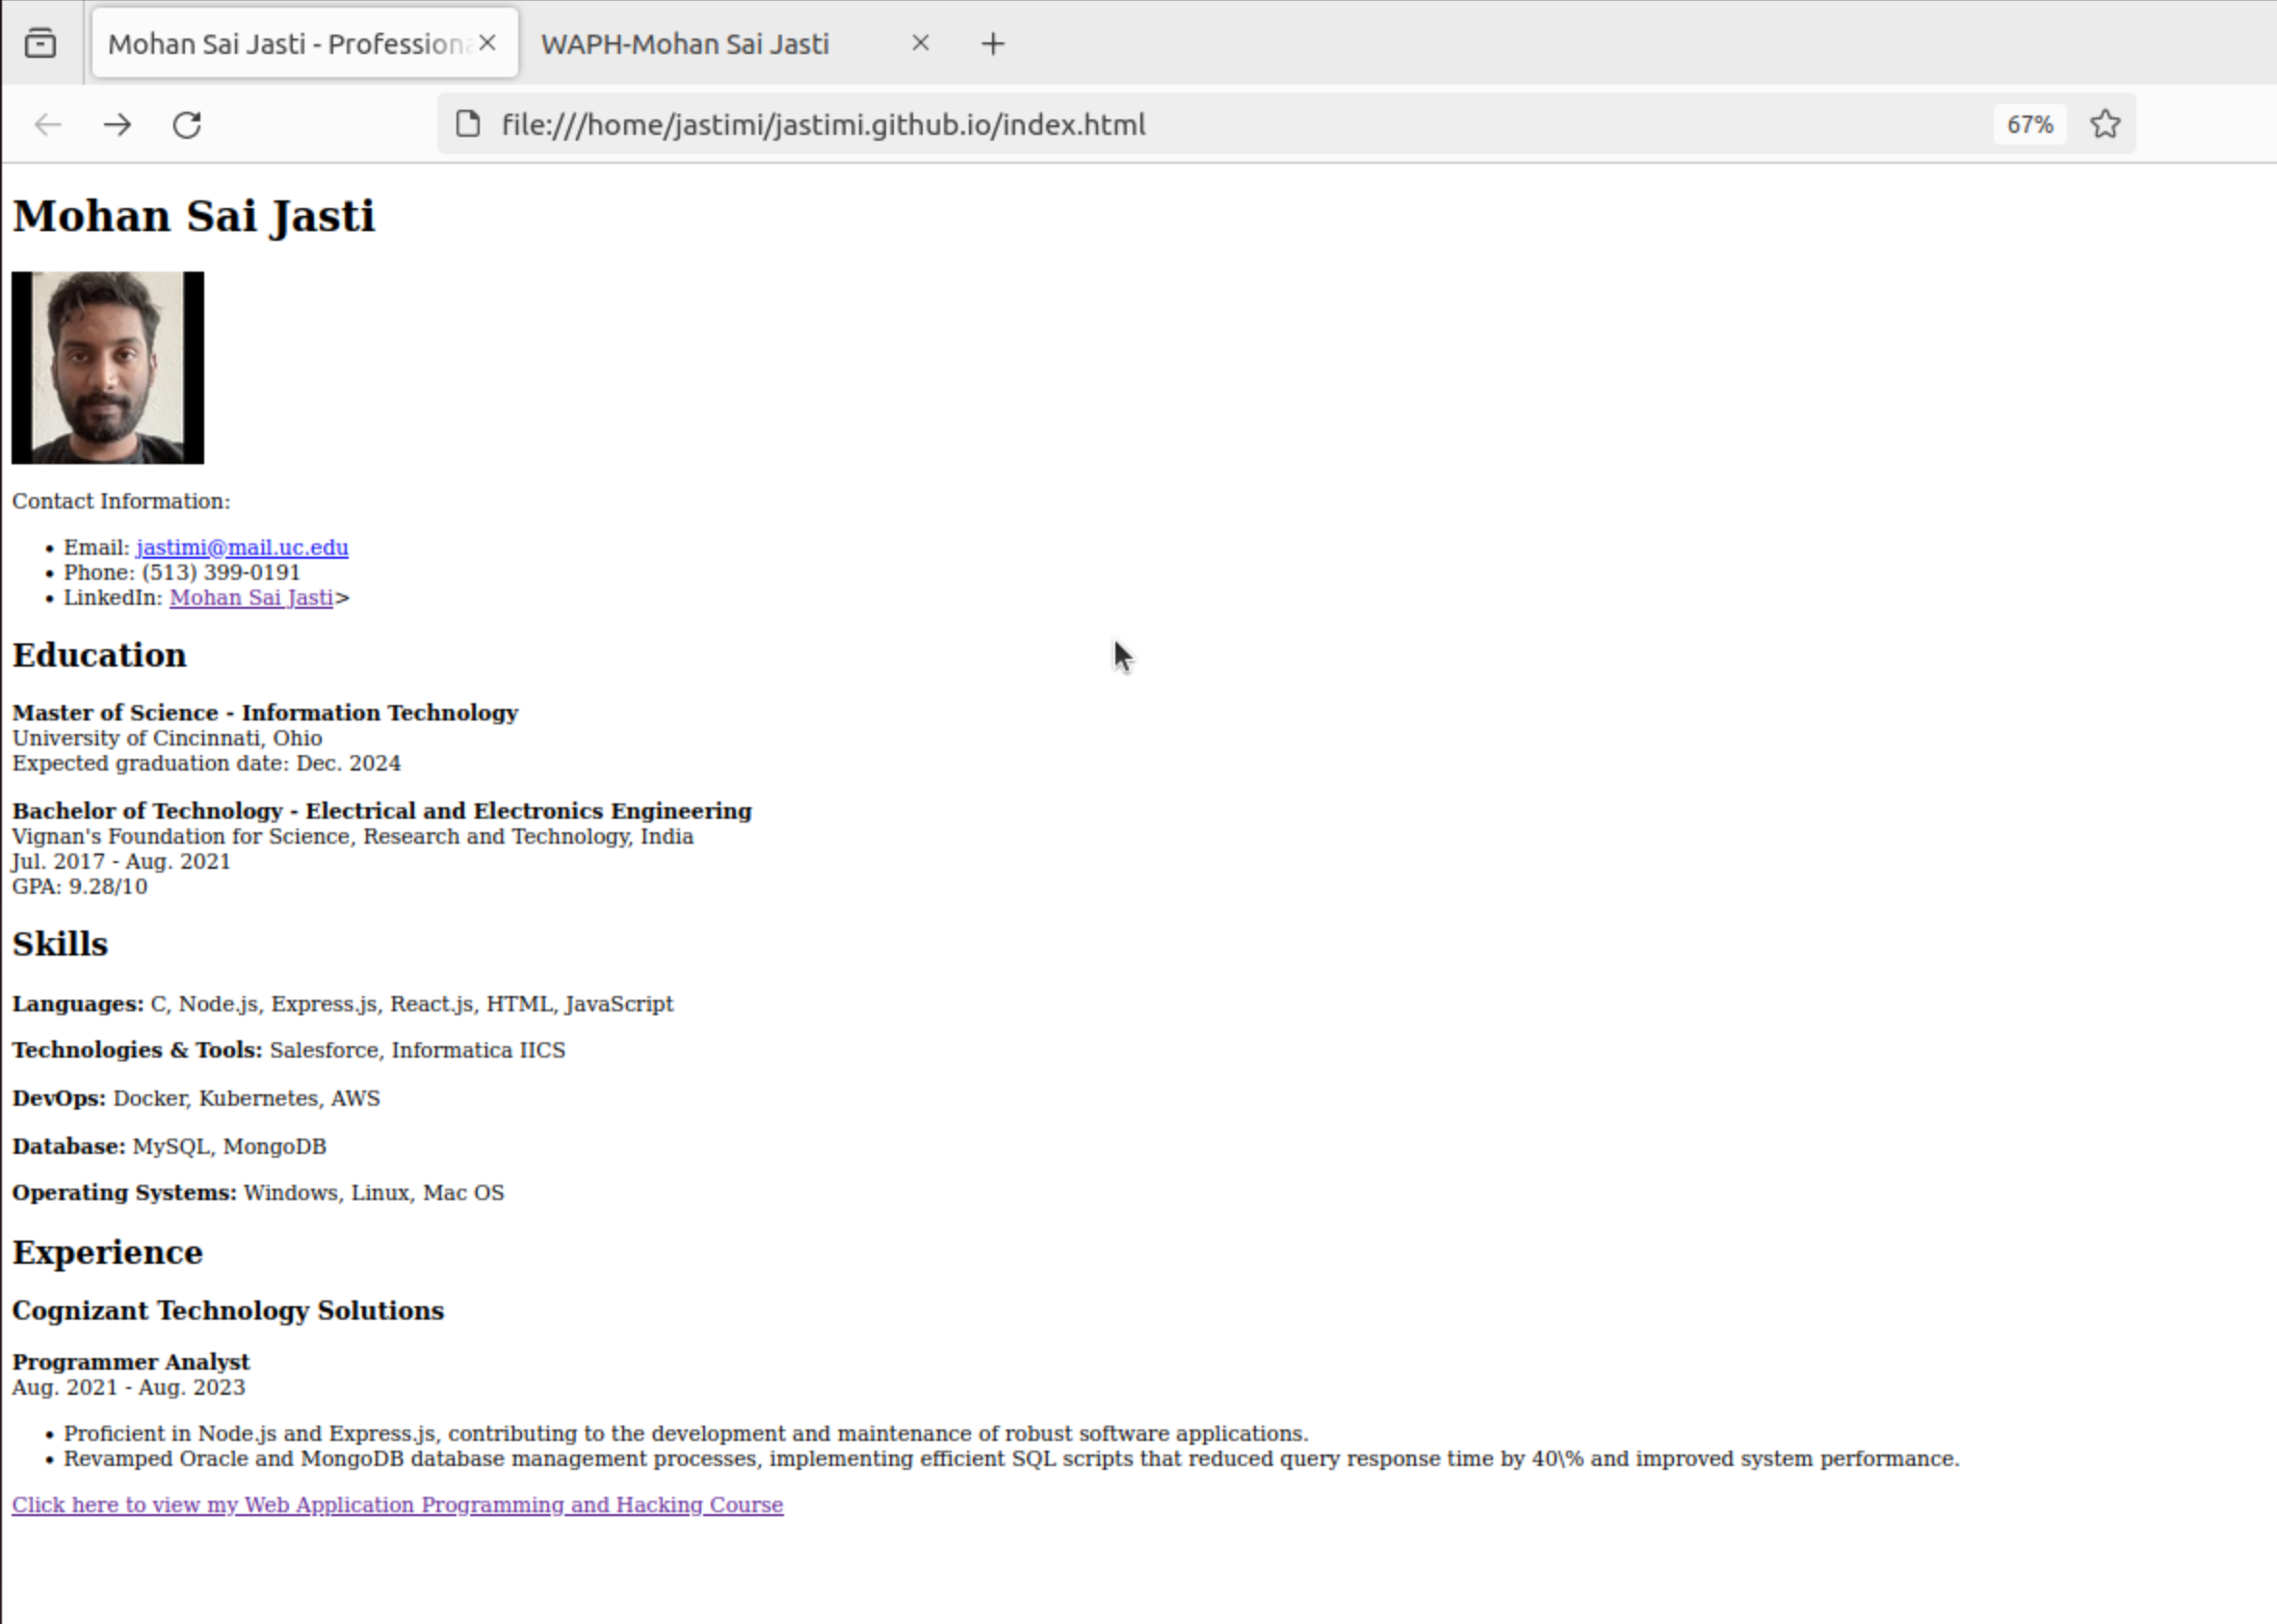 Mohan Sai Jasti - Professiona
WAPH-Mohan Sai Jasti
file:///home/jastimi/jastimi.github.io/index.html
67%
Mohan Sai Jasti
Contact Information:
• Email: jastimi@mail.uc.edu
• Phone: (513) 399-0191
• LinkedIn: Mohan Sai Jasti>
Education
Master of Science - Information Technology
University of Cincinnati, Ohio
Expected graduation date: Dec. 2024
Bachelor of Technology - Electrical and Electronics Engineering
Vignan's Foundation for Science, Research and Technology, India
Jul. 2017 - Aug. 2021
GPA: 9.28/10
Skills
Languages: C, Node.js, Express.js, React.js, HTML, JavaScript
Technologies & Tools: Salesforce, Informatica IICS
DevOps: Docker, Kubernetes, AWS
Database: MySQL, MongoDB
Operating Systems: Windows, Linux, Mac OS
Experience
Cognizant Technology Solutions
Programmer Analyst
Aug. 2021 - Aug. 2023
• Proficient in Node.js and Express.js, contributing to the development and maintenance of robust software applications.
• Revamped Oracle and MongoDB database management processes, implementing efficient SQL scripts that reduced query response time by 40\% and improved system performance.
Click here to view my Web Application Programming and Hacking Course